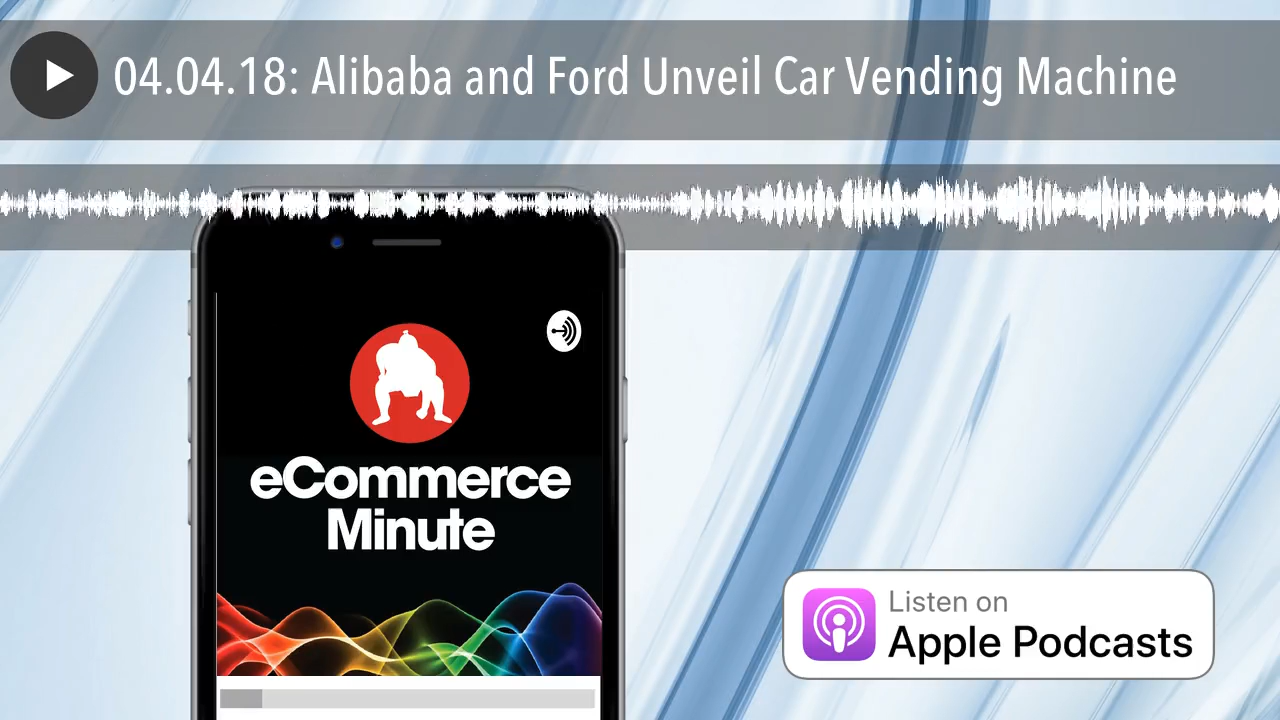 04.04.18: Alibaba and Ford Unveil Car Vending Machine
eCommerce
Minute
Listen on
Apple Podcasts